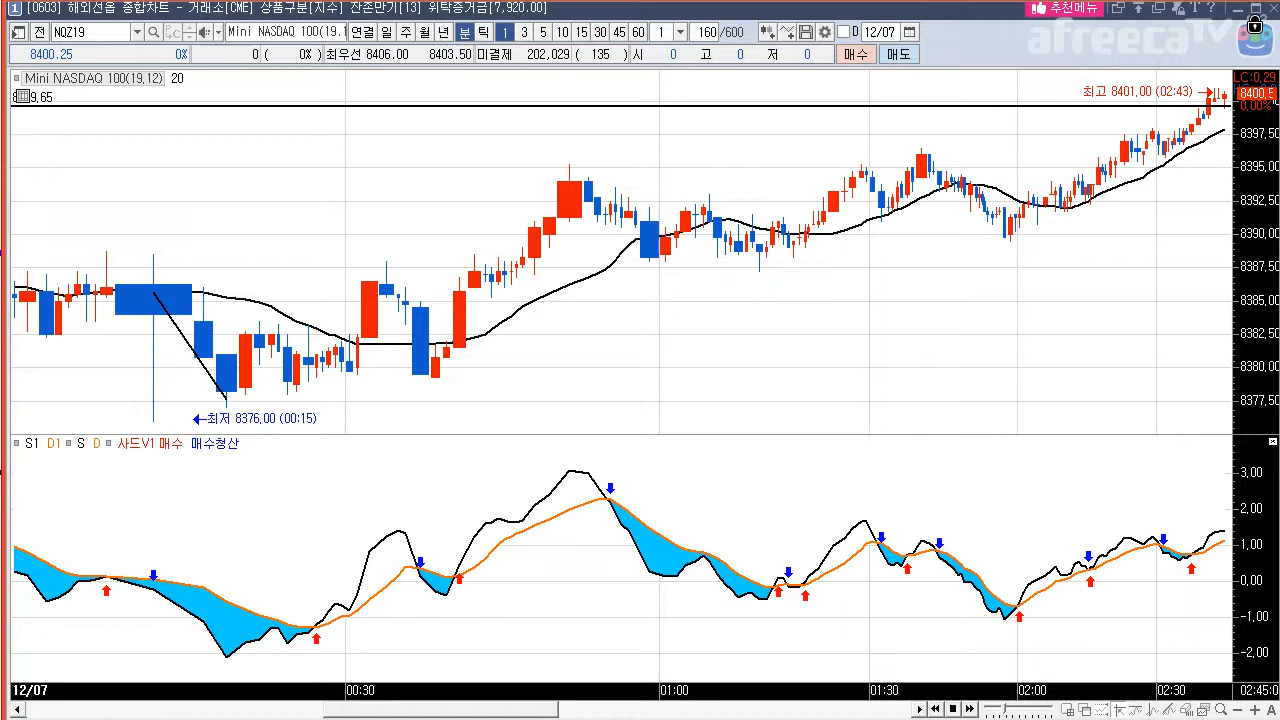 1 [0603] 해외선옵 종합차트 - 거래소[CME] 상품구분[지수] 잔존만기[13] 위탁증거금[7,920.00] 추천메뉴 T ?
전 NQZ19 Mini NASDAQ 100(19.1 연결 일 주 월 년 분 틱 1 3 5 10 15 30 45 60 1 160 /600 D 12/07
afreecaTV
8400.25 0% 0 ( 0%) 최우선 8406.00 8403.50 미결제 202,029 ( 135 ) 시 0 고 0 저 0 매수 매도
Mini NASDAQ 100(19,12) 20
LC:0,29
최고 8401,00 (02:43)
8400,5
0,00%
8397,50
8395,00
8392,50
8390,00
8387,50
8385,00
8382,50
8380,00
8377,50
최저 8376,00 (00:15)
S1 D1 S D 사드V1 매수 매수청산
3,00
2,00
1,00
0,00
-1,00
-2,00
12/07 00:30 01:00 01:30 02:00 02:30 02:45:0
A